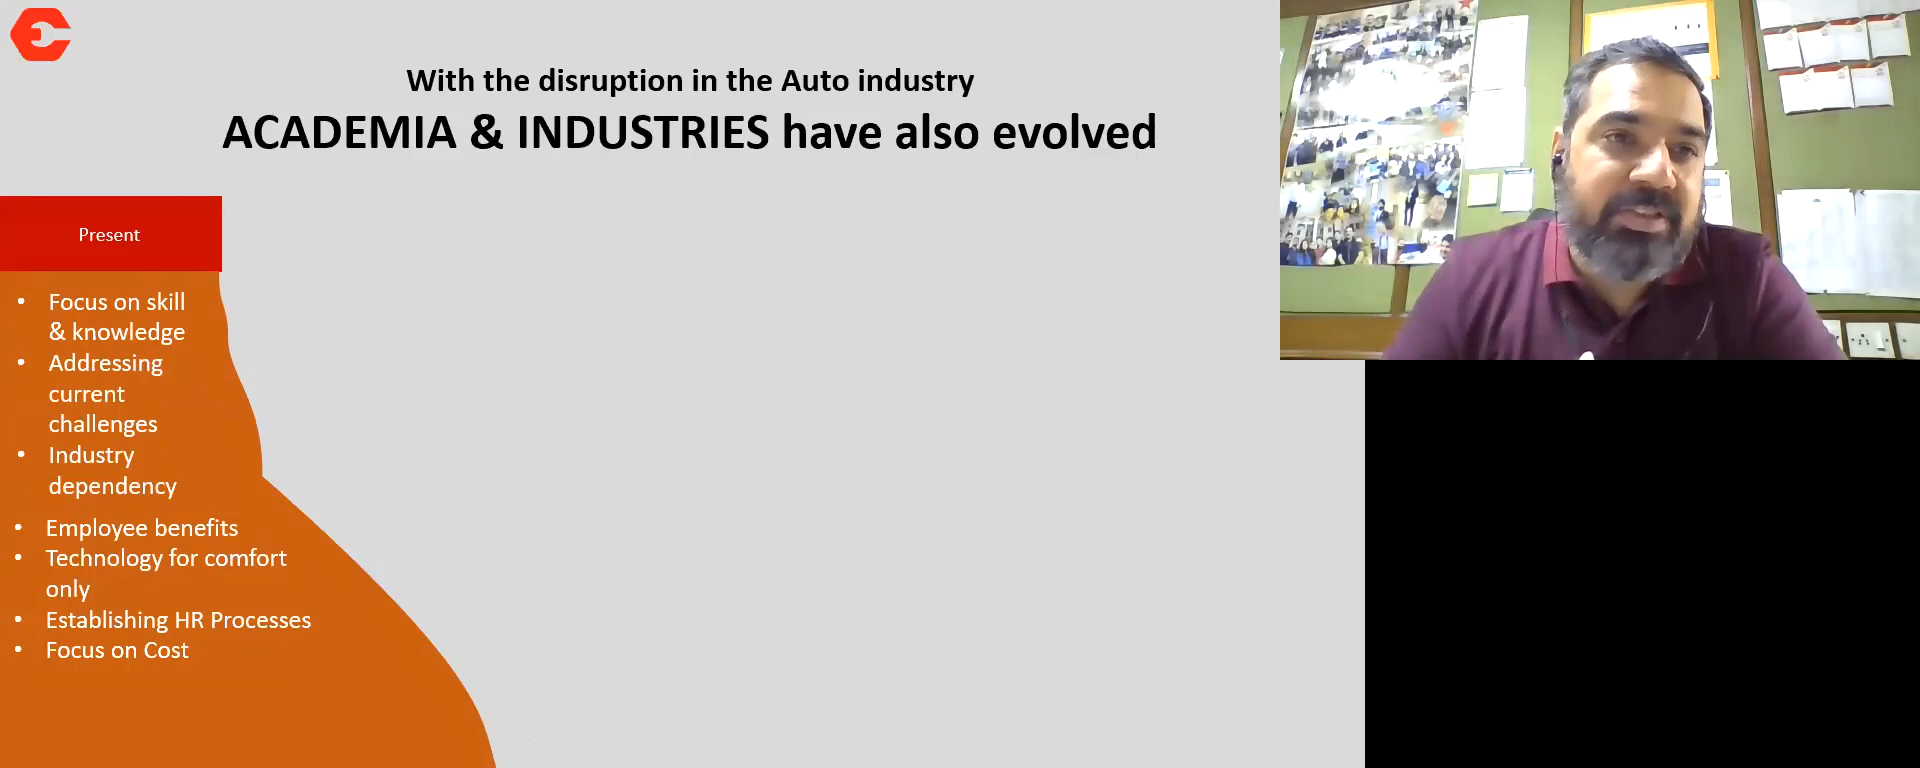 With the disruption in the Auto industry
ACADEMIA & INDUSTRIES have also evolved
Present
• Focus on skill
& knowledge
• Addressing
current
challenges
• Industry
dependency
• Employee benefits
• Technology for comfort
only
• Establishing HR Processes
• Focus on Cost